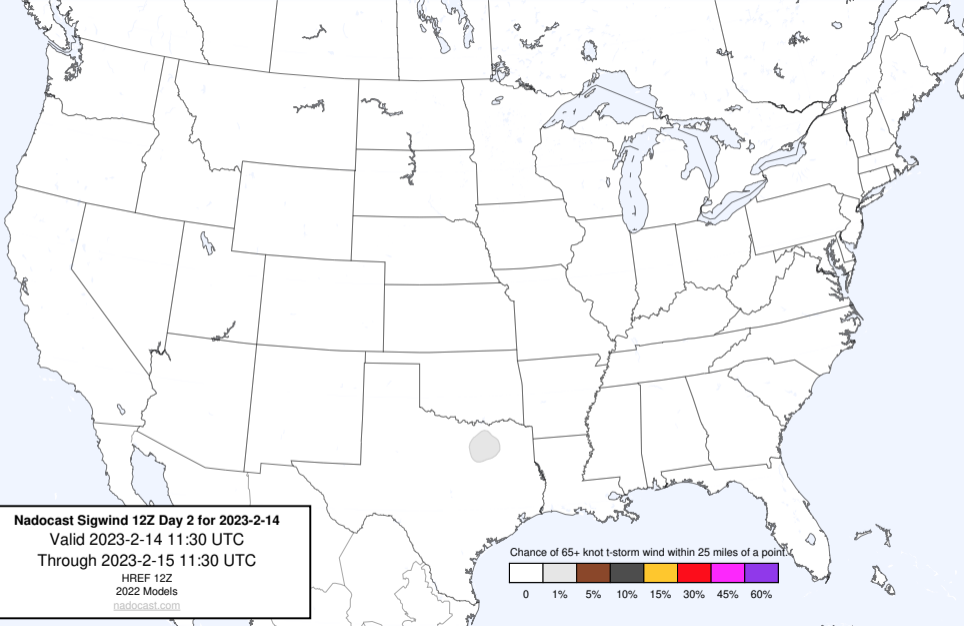 Nadocast Sigwind 12Z Day 2 for 2023-2-14
Valid 2023-2-14 11:30 UTC
Through 2023-2-15 11:30 UTC
HREF 12Z
2022 Models
nadocast.com
Chance of 65+ knot t-storm wind within 25 miles of a point.
0 1% 5% 10% 15% 30% 45% 60%